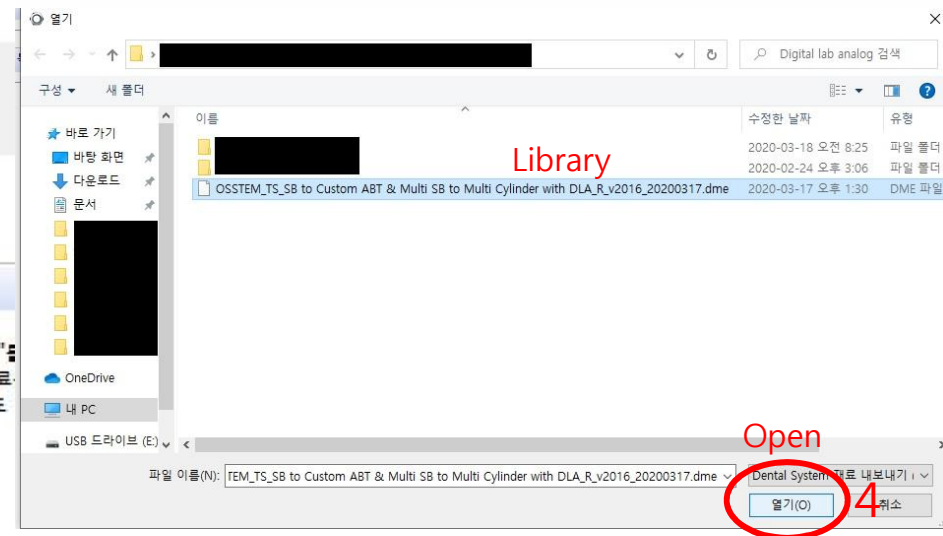 열기
Digital lab analog 검색
구성 새 폴더
이름 수정한 날짜 유형
바로 가기
바탕 화면
다운로드
문서
OneDrive
내 PC
USB 드라이브 (E:)
2020-03-18 오전 8:25 파일 폴더
Library
2020-02-24 오후 3:06 파일 폴더
OSSTEM_TS_SB to Custom ABT & Multi SB to Multi Cylinder with DLA_R_v2016_20200317.dme 2020-03-17 오후 1:30 DME 파일
Open
파일 이름(N): TEM_TS_SB to Custom ABT & Multi SB to Multi Cylinder with DLA_R_v2016_20200317.dme Dental System 재료 내보내기
열기(O) 4 취소